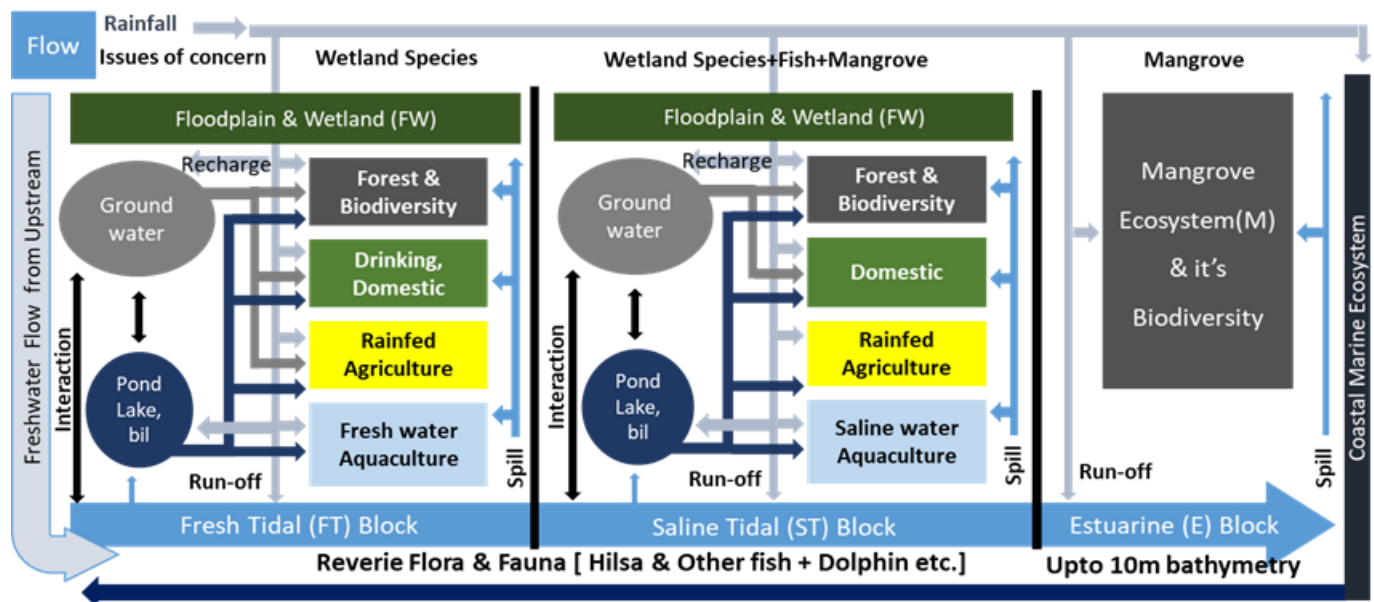 Flow
Rainfall
Issues of concern
Wetland Species
Wetland Species+Fish+Mangrove
Mangrove
Freshwater Flow from Upstream
Floodplain & Wetland (FW)
Recharge
Ground
water
Forest &
Biodiversity
Drinking,
Domestic
Rainfed
Agriculture
Fresh water
Aquaculture
Pond
Lake,
bil
Interaction
Run-off
Spill
Fresh Tidal (FT) Block
Floodplain & Wetland (FW)
Recharge
Ground
water
Forest &
Biodiversity
Domestic
Rainfed
Agriculture
Saline water
Aquaculture
Pond
Lake,
bil
Interaction
Run-off
Spill
Saline Tidal (ST) Block
Mangrove
Ecosystem(M)
& it's
Biodiversity
Run-off
Spill
Estuarine (E) Block
Coastal Marine Ecosystem
Reverie Flora & Fauna [ Hilsa & Other fish + Dolphin etc.]
Upto 10m bathymetry